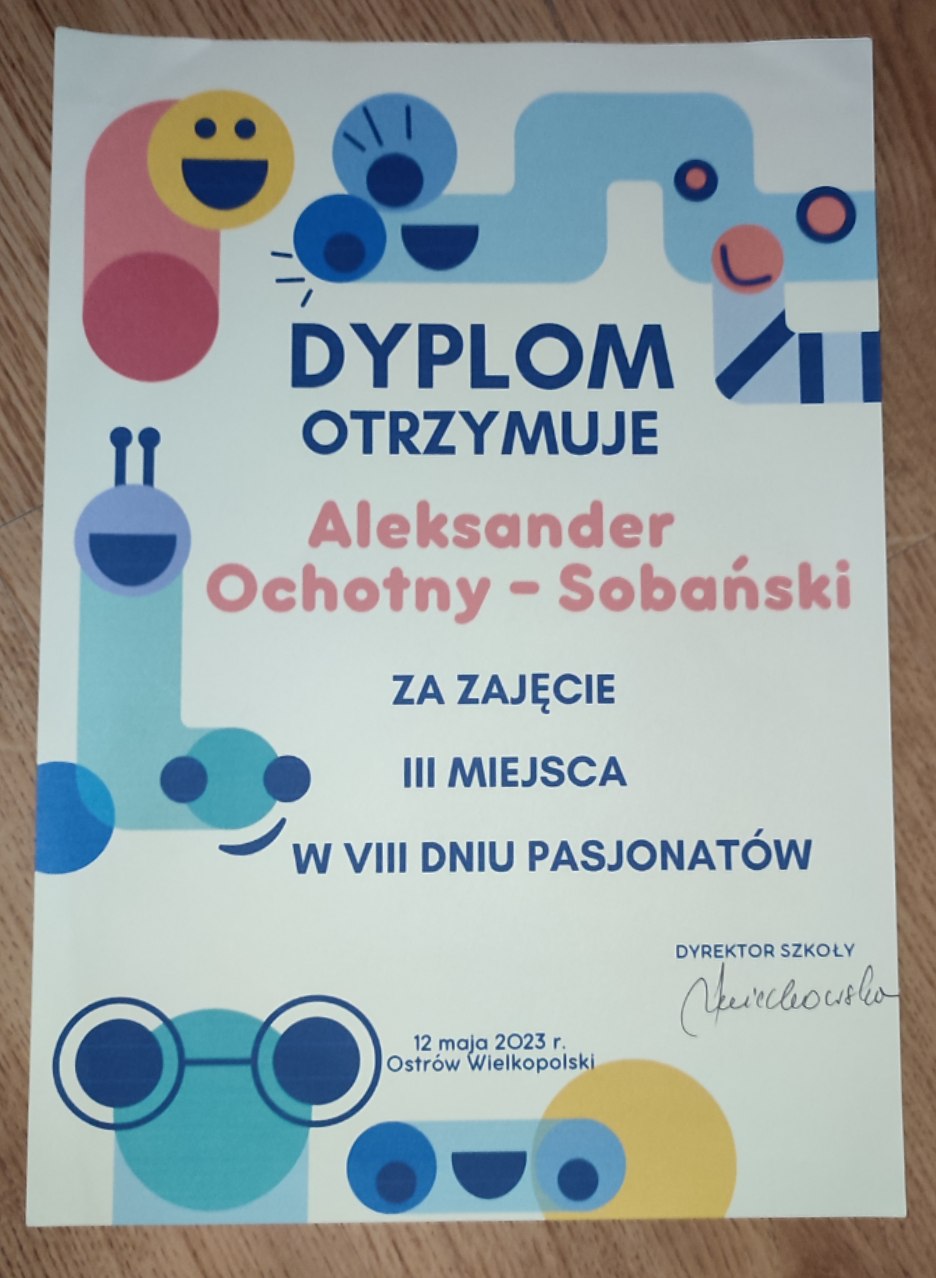 DYPLOM
OTRZYMUJE
Aleksander
Ochotny - Sobański
ZA ZAJĘCIE
III MIEJSCA
W VIII DNIU PASJONATÓW
DYREKTOR SZKOŁY
12 maja 2023 r.
Ostrów Wielkopolski